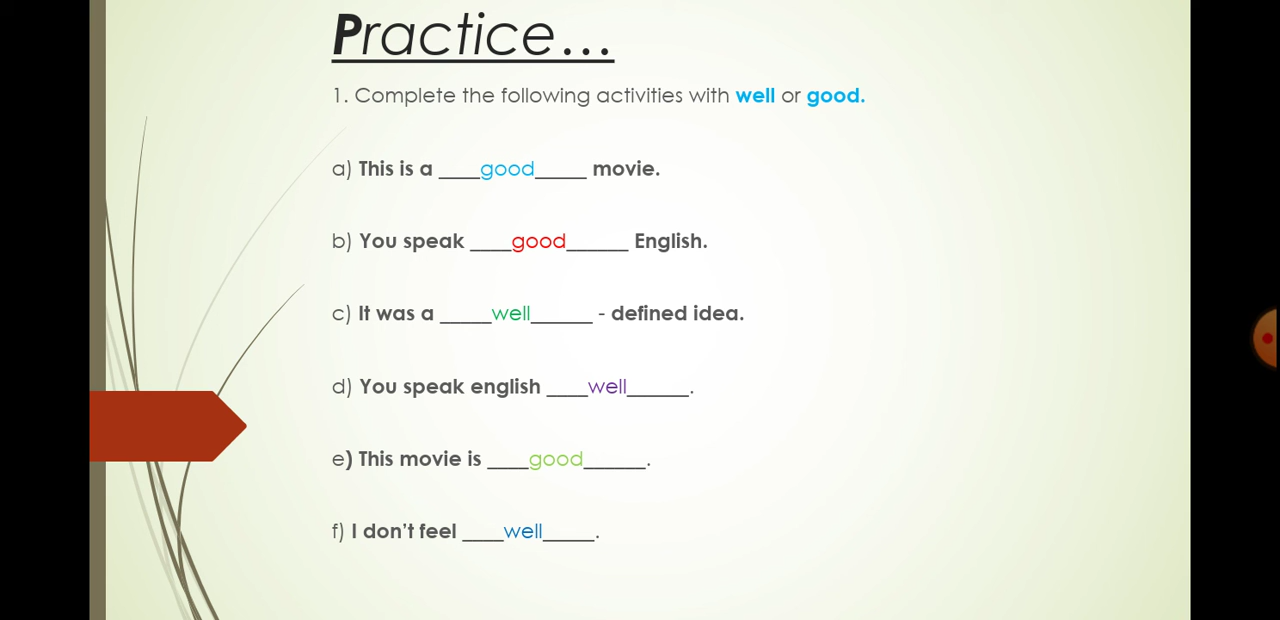 Practice...
1. Complete the following activities with well or good.
a) This is a ____good_____ movie.
b) You speak ____good______ English.
c) It was a _____well______ - defined idea.
d) You speak english ____well______.
e) This movie is ____good______.
f) I don’t feel ____well_____.